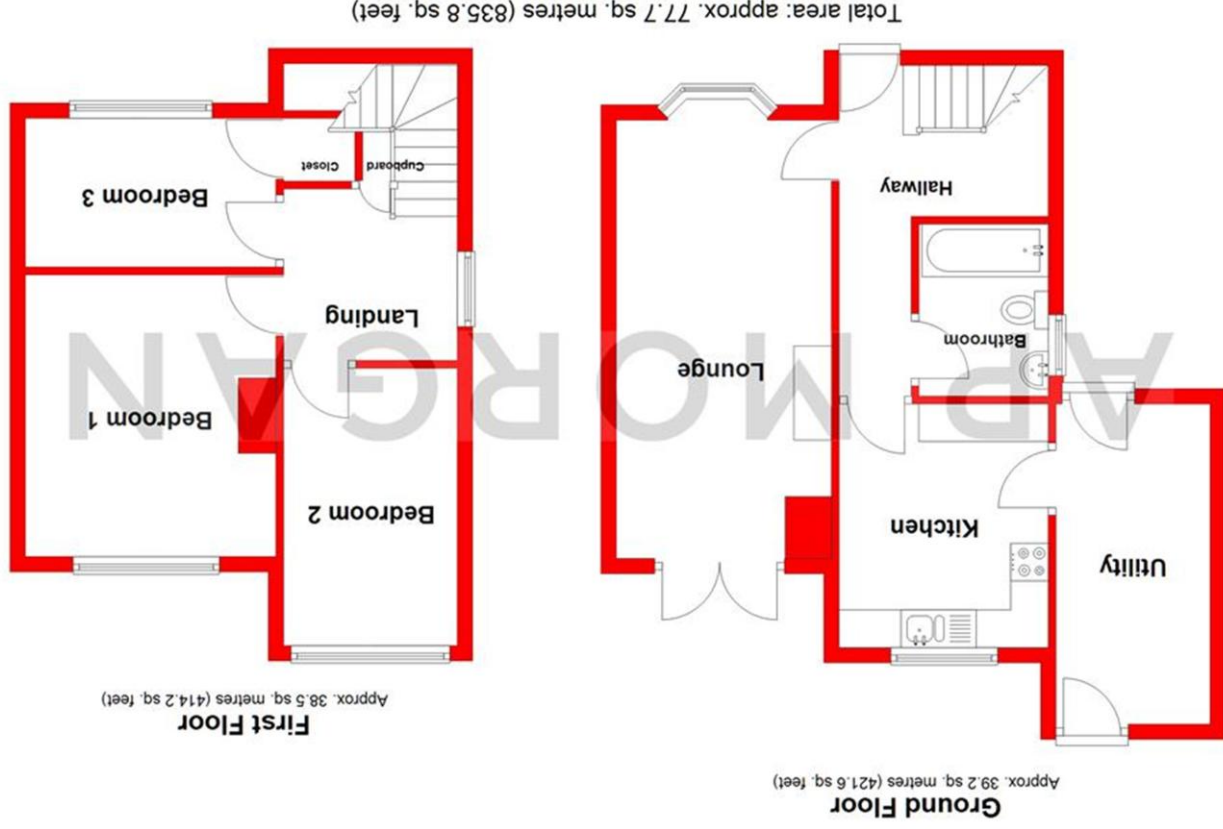 Ground Floor
Approx. 39.2 sq. metres (421.6 sq. feet)
Utility
Kitchen
Lounge
Bathroom
Hallway
First Floor
Approx. 38.5 sq. metres (414.2 sq. feet)
Bedroom 2
Bedroom 1
Landing
Bedroom 3
Cupboard
Closet
AP MORGAN
Total area: approx. 77.7 sq. metres (835.8 sq. feet)